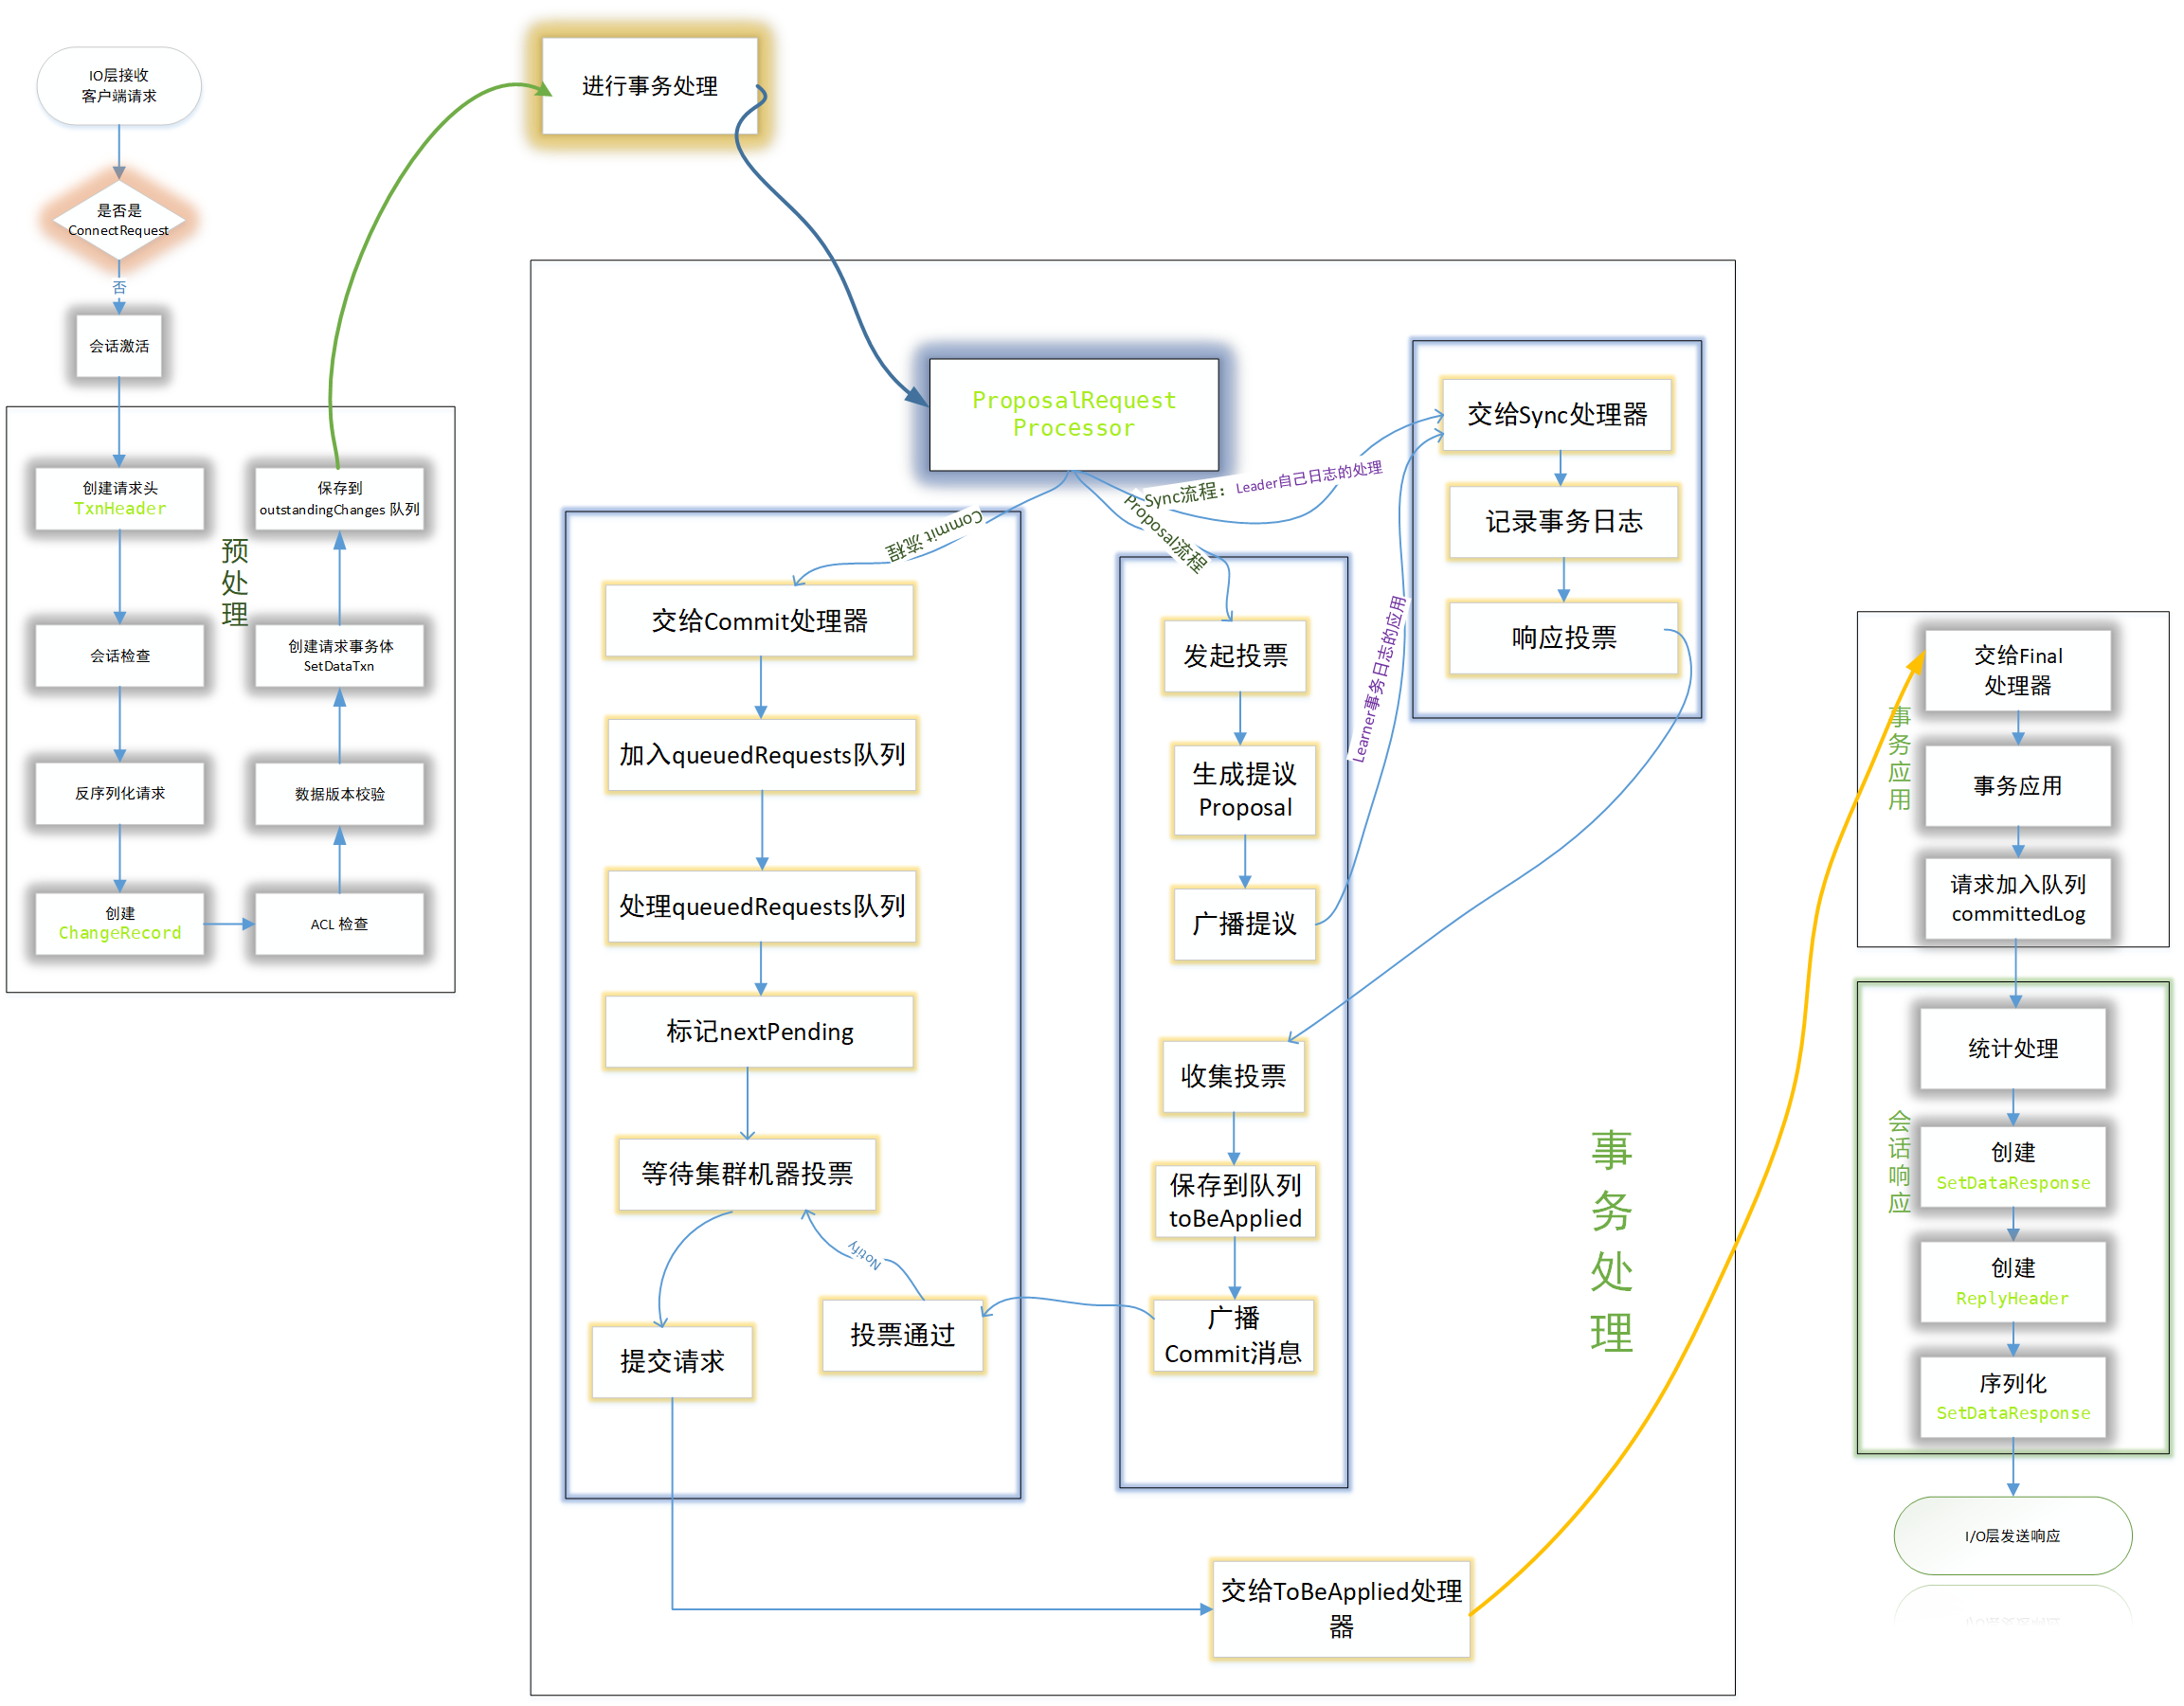 IO层接收
客户端请求
是否是
ConnectRequest
否
会话激活
预
处
理
创建请求头
TxnHeader
会话检查
反序列化请求
创建
ChangeRecord
ACL 检查
数据版本校验
创建请求事务体
SetDataTxn
保存到
outstandingChanges 队列
进行事务处理
ProposalRequest
Processor
Commit 流程
Proposal流程
Sync流程：Leader自己日志的处理
Learner事务日志的应用
交给Commit处理器
加入queuedRequests队列
处理queuedRequests队列
标记nextPending
等待集群机器投票
Notify
提交请求
投票通过
发起投票
生成提议
Proposal
广播提议
收集投票
保存到队列
toBeApplied
广播
Commit消息
交给Sync处理器
记录事务日志
响应投票
事
务
处
理
交给ToBeApplied处理
器
事
务
应
用
交给Final
处理器
事务应用
请求加入队列
committedLog
会
话
响
应
统计处理
创建
SetDataResponse
创建
ReplyHeader
序列化
SetDataResponse
I/O层发送响应